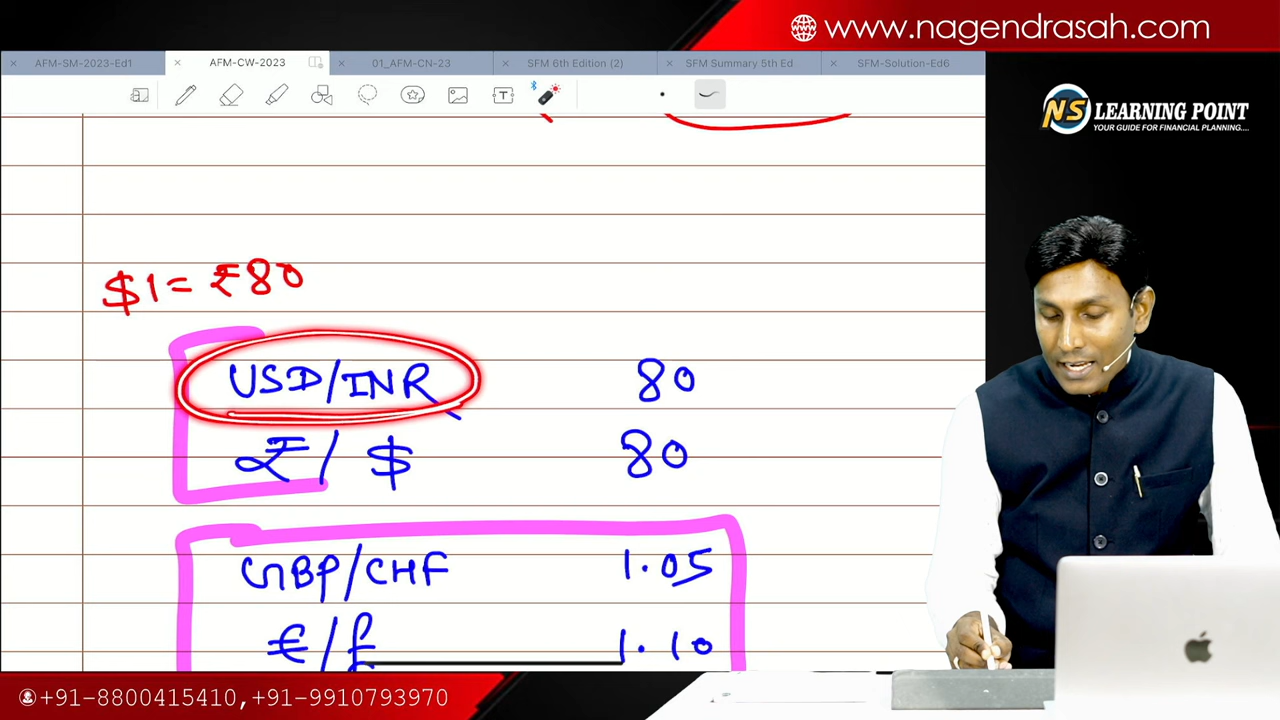 www.nagendrasah.com
AFM-SM-2023-Ed1
AFM-CW-2023
01_AFM-CN-23
SFM 6th Edition (2)
SFM Summary 5th Ed
SFM-Solution-Ed6
NS LEARNING POINT
YOUR GUIDE FOR FINANCIAL PLANNING....
$1 = ₹80
USD/INR 80
₹/$ 80
GBP/CHF 1.05
€/£ 1.10
+91-8800415410,+91-9910793970